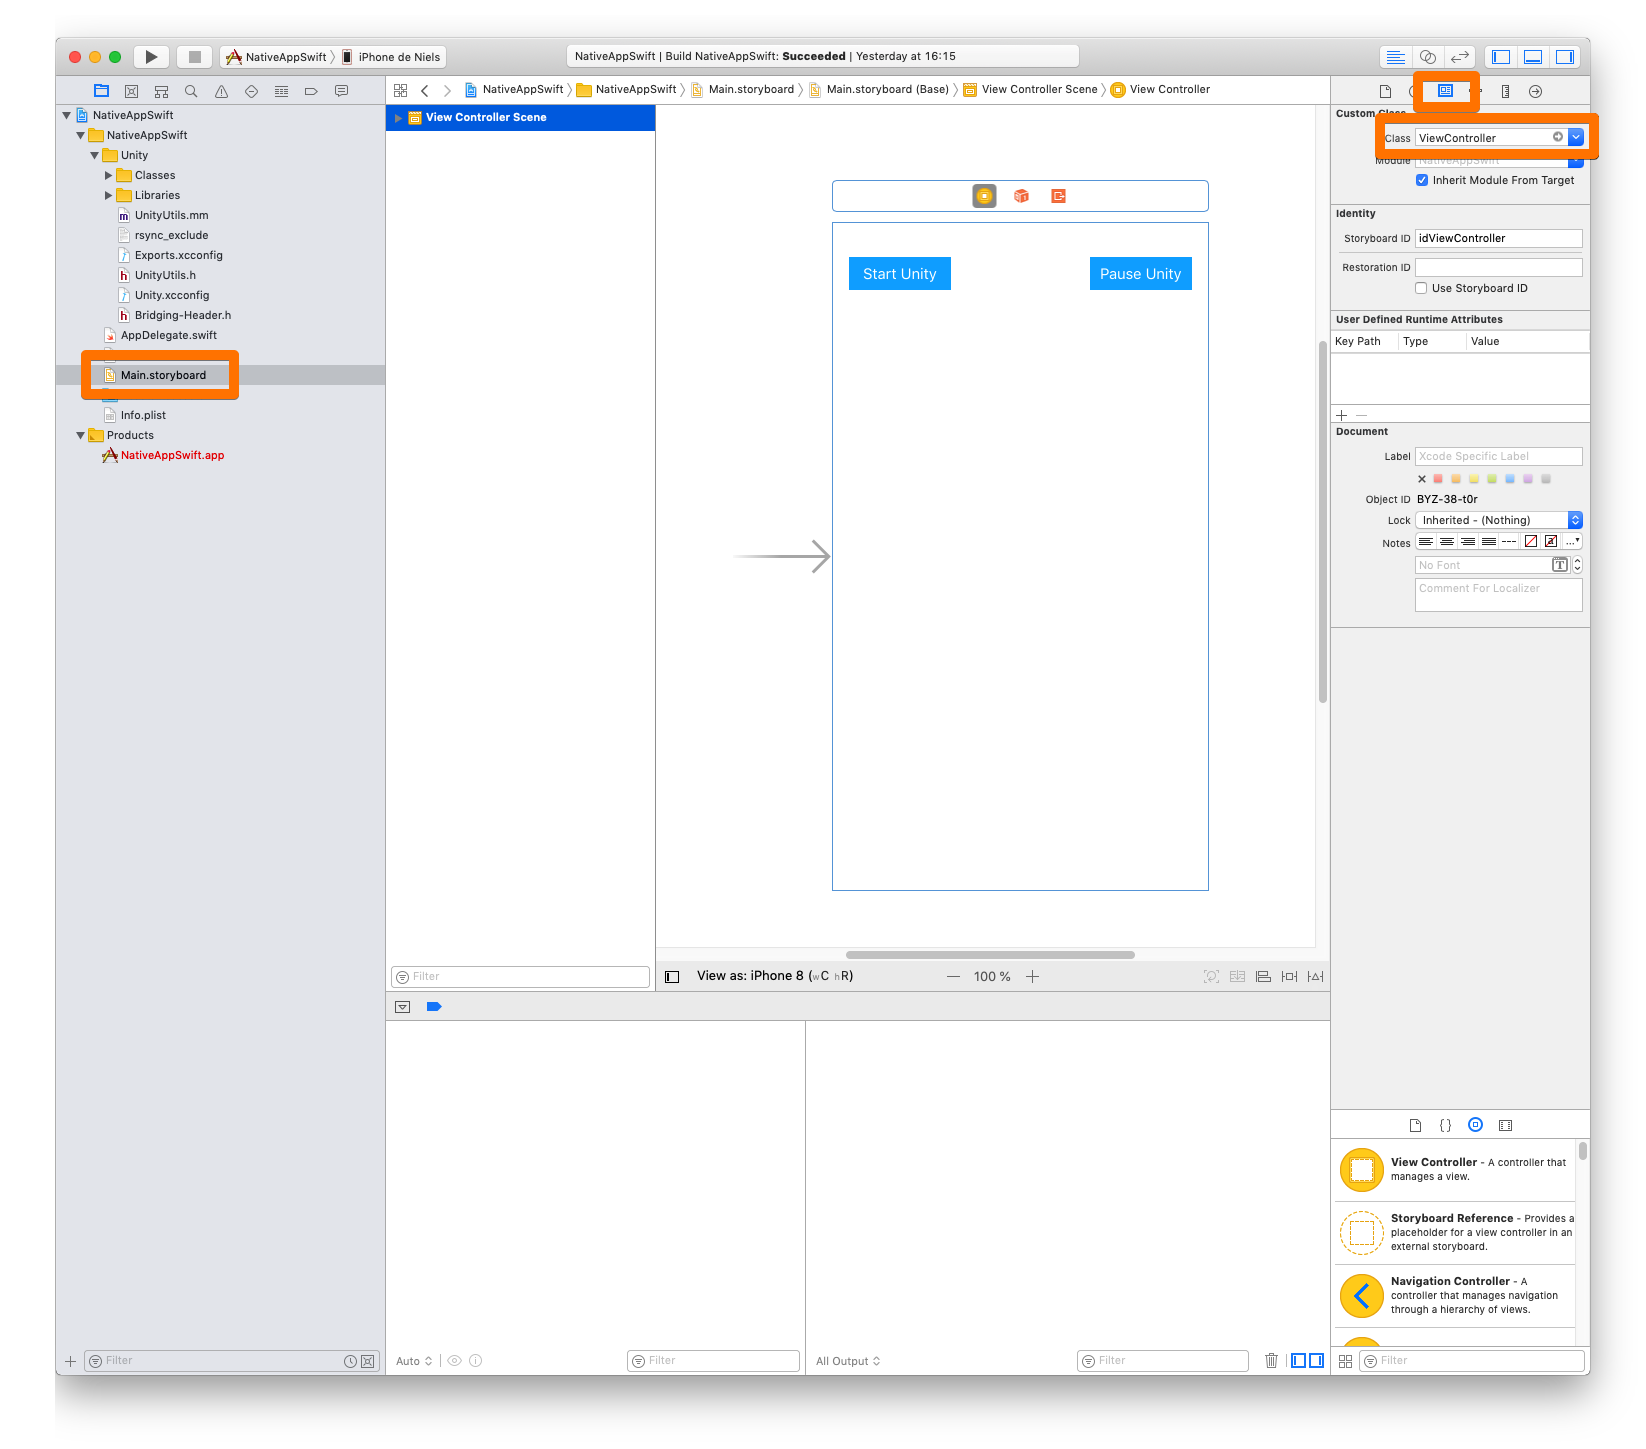 NativeAppSwift iPhone de Niels
NativeAppSwift | Build NativeAppSwift: Succeeded | Yesterday at 16:15
NativeAppSwift NativeAppSwift Main.storyboard Main.storyboard (Base) View Controller Scene View Controller
NativeAppSwift
NativeAppSwift
Unity
Classes
Libraries
UnityUtils.mm
rsync_exclude
Exports.xcconfig
UnityUtils.h
Unity.xcconfig
Bridging-Header.h
AppDelegate.swift
Main.storyboard
Info.plist
Products
NativeAppSwift.app
Filter
View Controller Scene
Filter
Start Unity
Pause Unity
View as: iPhone 8 (wC hR)
100 %
Auto
Filter
All Output
Filter
Custom Class
Class ViewController
Module NativeAppSwift
Inherit Module From Target
Identity
Storyboard ID idViewController
Restoration ID
Use Storyboard ID
User Defined Runtime Attributes
Key Path Type Value
Document
Label Xcode Specific Label
Object ID BYZ-38-t0r
Lock Inherited - (Nothing)
Notes
No Font
Comment For Localizer
View Controller - A controller that
manages a view.
Storyboard Reference - Provides a
placeholder for a view controller in an
external storyboard.
Navigation Controller - A
controller that manages navigation
through a hierarchy of views.
Filter